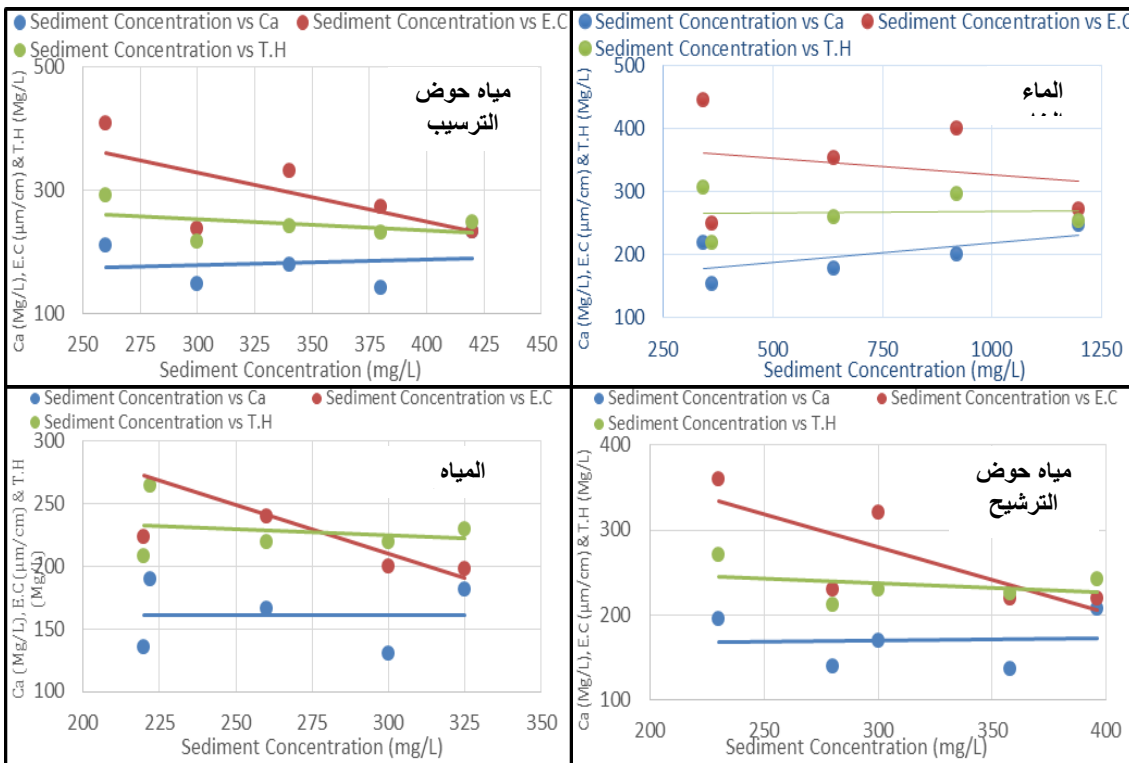 Sediment Concentration vs Ca
Sediment Concentration vs E.C
Sediment Concentration vs T.H
Ca (Mg/L), E.C (µm/cm) & T.H (Mg/L)
500
300
100
مياه حوض
الترسيب
250 275 300 325 350 375 400 425 450
Sediment Concentration (mg/L)
Sediment Concentration vs Ca
Sediment Concentration vs E.C
Sediment Concentration vs T.H
Ca (Mg/L), E.C (µm/cm) & T.H (Mg/L)
500
400
300
200
100
الماء
250 500 750 1000 1250
Sediment Concentration (mg/L)
Sediment Concentration vs Ca
Sediment Concentration vs E.C
Sediment Concentration vs T.H
Ca (Mg/L), E.C (µm/cm) & T.H
(Mg/L)
300
250
200
150
100
المياه
200 225 250 275 300 325 350
Sediment Concentration (mg/L)
Sediment Concentration vs Ca
Sediment Concentration vs E.C
Sediment Concentration vs T.H
Ca (Mg/L), E.C (µm/cm) & T.H (Mg/L)
400
300
200
100
مياه حوض
الترشيح
200 250 300 350 400
Sediment Concentration (mg/L)